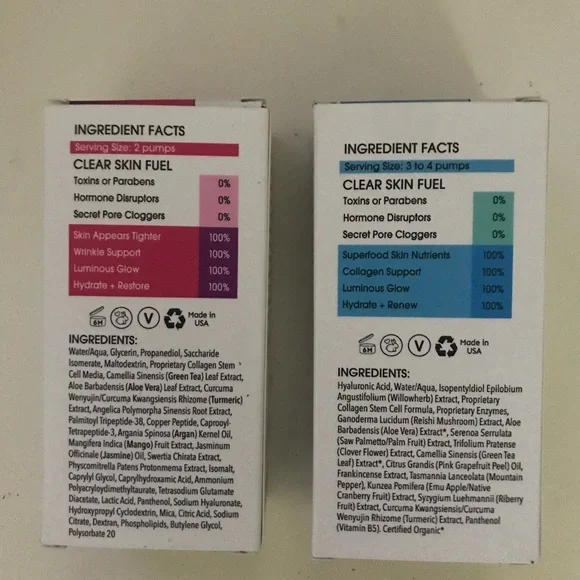 INGREDIENT FACTS
Serving Size: 2 pumps
CLEAR SKIN FUEL
Toxins or Parabens 0%
Hormone Disruptors 0%
Secret Pore Cloggers 0%
Skin Appears Tighter 100%
Wrinkle Support 100%
Luminous Glow 100%
Hydrate + Restore 100%
6M
V
Made in
USA
INGREDIENTS:
Water/Aqua, Glycerin, Propanediol, Saccharide
Isomerate, Maltodextrin, Proprietary Collagen Stem
Cell Media, Camellia Sinensis (Green Tea) Leaf Extract,
Aloe Barbadensis (Aloe Vera) Leaf Extract, Curcuma
Wenyujin/Curcuma Kwangsiensis Rhizome (Turmeric)
Extract, Angelica Polymorpha Sinensis Root Extract,
Palmitoyl Tripeptide-38, Copper Peptide, Caprooyl-
Tetrapeptide-3, Argania Spinosa (Argan) Kernel Oil,
Mangifera Indica (Mango) Fruit Extract, Jasminum
Officinale (Jasmine) Oil, Swertia Chirata Extract,
Physcomitrella Patens Protonnema Extract, Isomalt,
Caprylyl Glycol, Caprylhydroxamic Acid, Ammonium
Polyacryloydimethyltaurate, Tetrasodium Glutamate
Diacetate, Lactic Acid, Panthenol, Sodium Hyaluronate,
Hydroxypropyl Cyclodextrin, Mica, Citric Acid, Sodium
Citrate, Dextran, Phospholipids, Butylene Glycol,
Polysorbate 20
INGREDIENT FACTS
Serving Size: 3 to 4 pumps
CLEAR SKIN FUEL
Toxins or Parabens 0%
Hormone Disruptors 0%
Secret Pore Cloggers 0%
Superfood Skin Nutrients 100%
Collagen Support 100%
Luminous Glow 100%
Hydrate + Renew 100%
6M
V
Made in
USA
INGREDIENTS:
Hyaluronic Acid, Water/Aqua, Isopentyldiol Epilobium
Angustifolium (Willowherb) Extract, Proprietary
Collagen Stem Cell Formula, Proprietary Enzymes,
Ganoderma Lucidum (Reishi Mushroom) Extract, Aloe
Barbadensis (Aloe Vera) Extract*, Serenoa Serrulata
(Saw Palmetto/Palm Fruit) Extract, Trifolium Pratense
(Clover Flower) Extract, Camellia Sinensis (Green Tea
Leaf) Extract*, Citrus Grandis (Pink Grapefruit Peel) Oil,
Frankincense Extract, Tasmannia Lanceolata (Mountain
Pepper), Kunzea Pomifera (Emu Apple/Native
Cranberry Fruit) Extract, Syzygium Luehmannii (Riberry
Fruit) Extract, Curcuma Kwangsiensis/Curcuma
Wenyujin Rhizome (Turmeric) Extract, Panthenol
(Vitamin B5). Certified Organic*